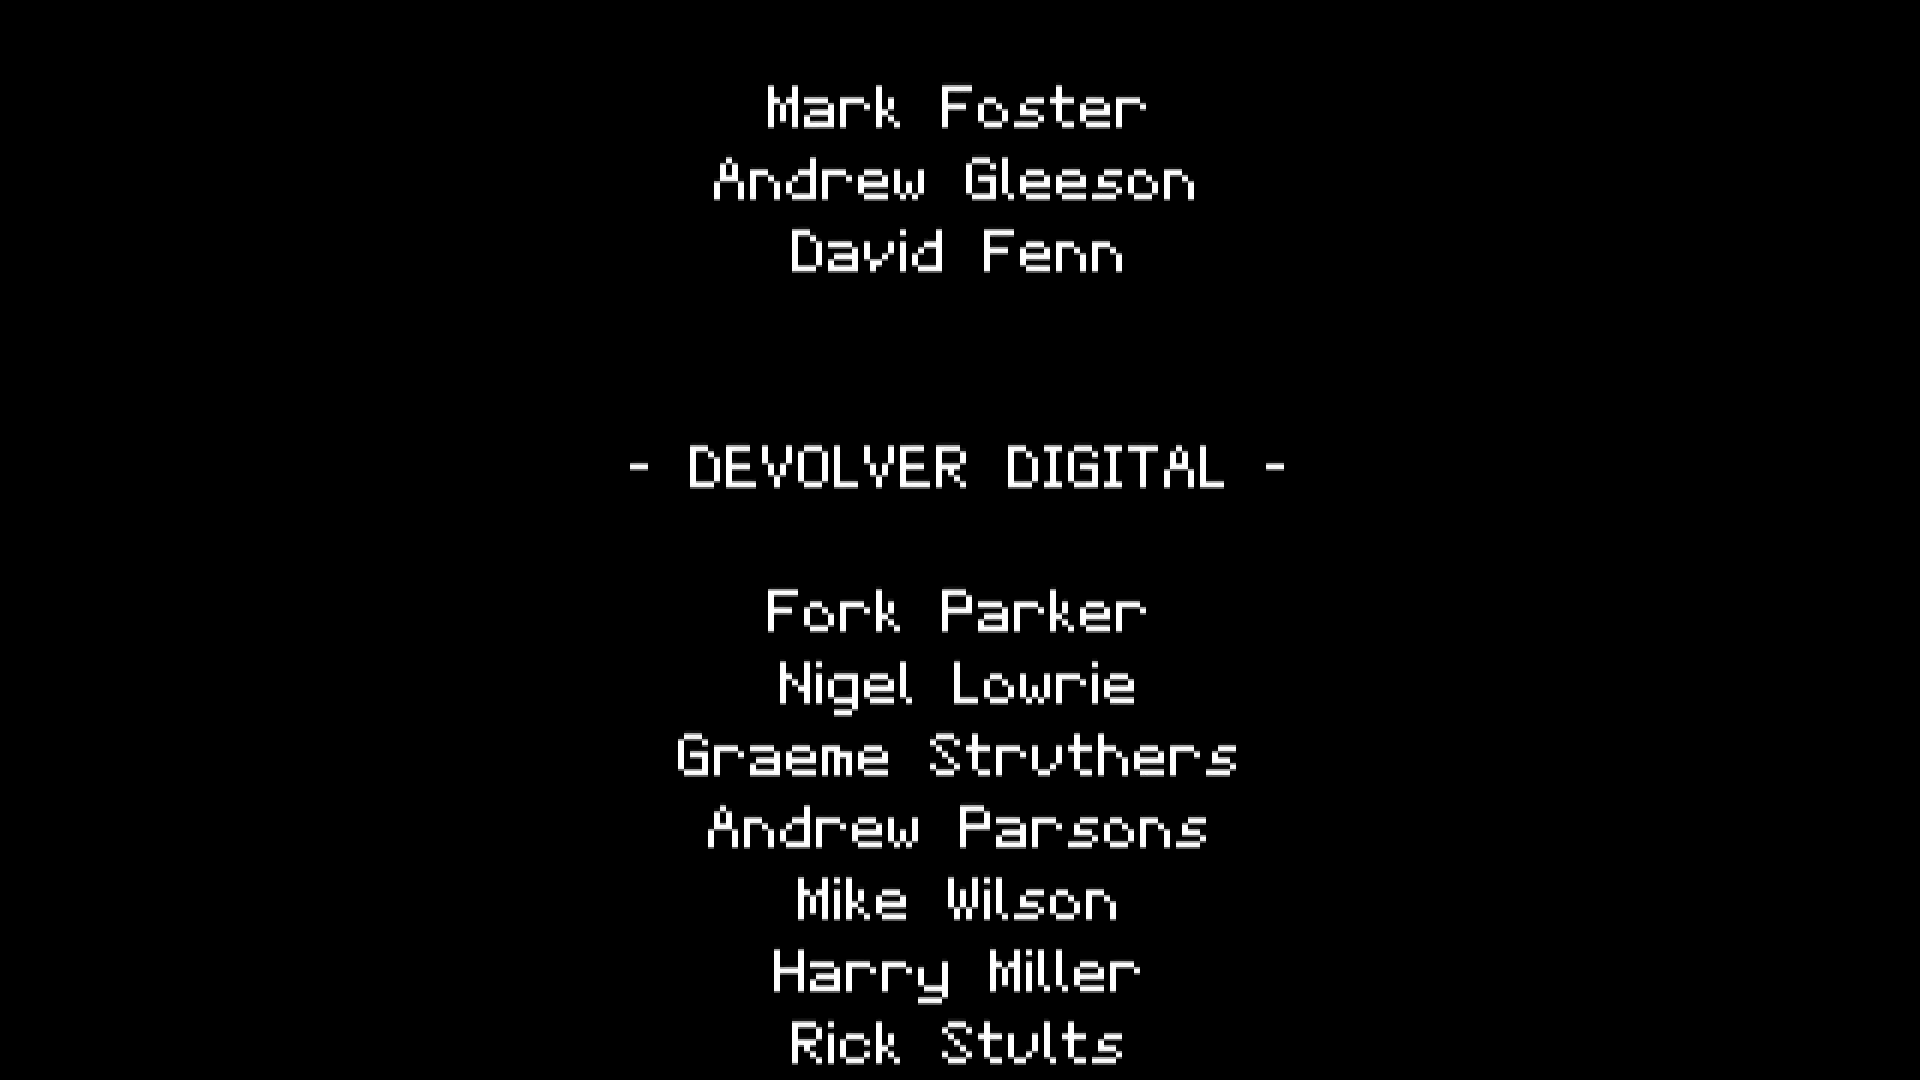 Mark Foster
Andrew Gleeson
David Fenn
- DEVOLVER DIGITAL -
Fork Parker
Nigel Lowrie
Graeme Struthers
Andrew Parsons
Mike Wilson
Harry Miller
Rick Stults